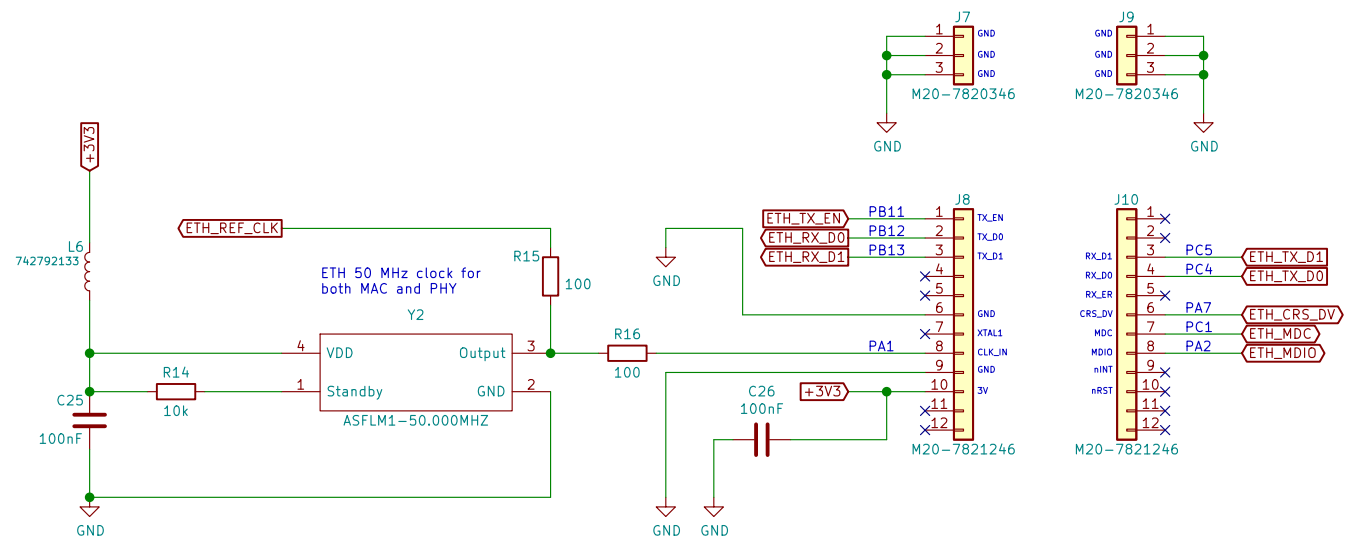 J7
1 GND
2 GND
3 GND
M20-7820346
GND
J9
GND 1
GND 2
GND 3
M20-7820346
GND
+3V3
L6
742792133
ETH_REF_CLK
R15
100
ETH 50 MHz clock for
both MAC and PHY
Y2
4 VDD Output 3
1 Standby GND 2
ASFLM1-50.000MHZ
R14
10k
C25
100nF
GND
R16
100
GND
J8
ETH_TX_EN PB11 1 TX_EN
ETH_RX_D0 PB12 2 TX_D0
ETH_RX_D1 PB13 3 TX_D1
4
5
6 GND
7 XTAL1
PA1 8 CLK_IN
9 GND
+3V3 10 3V
11
12
M20-7821246
C26
100nF
GND
GND
J10
1
2
RX_D1 3 PC5 ETH_TX_D1
RX_D0 4 PC4 ETH_TX_D0
RX_ER 5
CRS_DV 6 PA7 ETH_CRS_DV
MDC 7 PC1 ETH_MDC
MDIO 8 PA2 ETH_MDIO
nINT 9
nRST 10
11
12
M20-7821246